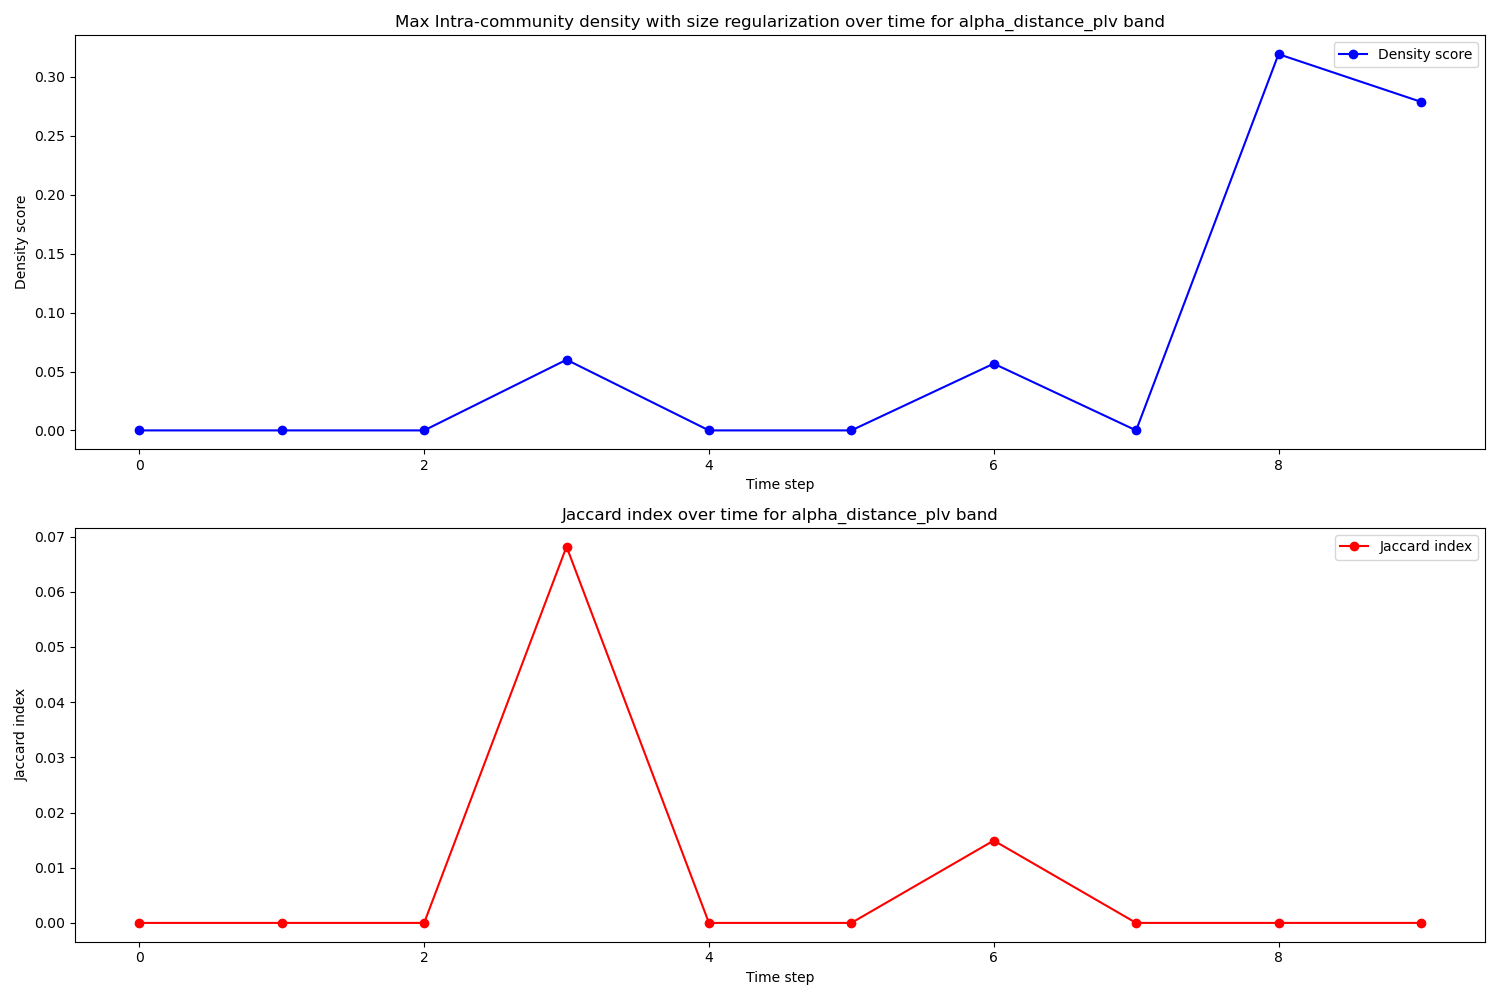 Max Intra-community density with size regularization over time for alpha_distance_plv band
Density score
0.30
0.25
0.20
0.15
0.10
0.05
0.00
Density score
0 2 4 6 8
Time step
Jaccard index over time for alpha_distance_plv band
Jaccard index
0.07
0.06
0.05
0.04
0.03
0.02
0.01
0.00
Jaccard index
0 2 4 6 8
Time step